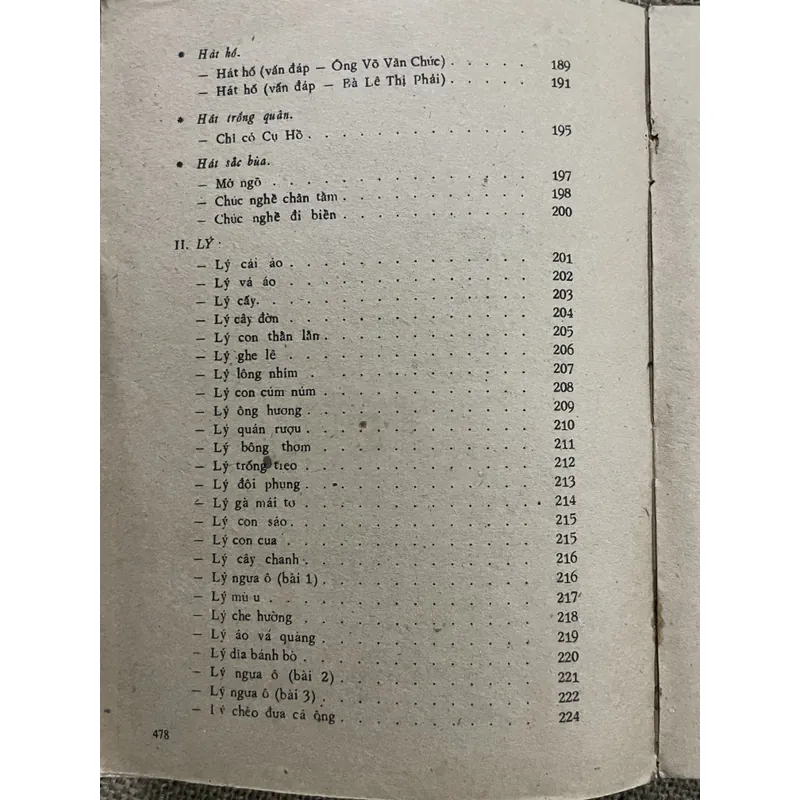 • Hát hố.
— Hát hố (vấn đáp — Ông Võ Văn Chức) . . . . . 189
— Hát hố (vấn đáp — Bà Lê Thị Phải) . . . . . 191
• Hát trống quân.
— Chỉ có Cụ Hồ . . . . . . . . . . . . 195
• Hát sắc bùa.
— Mở ngõ . . . . . . . . . . . . . 197
— Chúc nghề chăn tằm . . . . . . . . . . 198
— Chúc nghề đi biển . . . . . . . . . . 200
II. LÝ
— Lý cái áo . . . . . . . . . . . . . 201
— Lý vá áo . . . . . . . . . . . . . 202
— Lý cấy. . . . . . . . . . . . . . 203
— Lý cây đờn . . . . . . . . . . . . 204
— Lý con thằn lằn . . . . . . . . . . . 205
— Lý ghe lê . . . . . . . . . . . . . 206
— Lý lông nhím . . . . . . . . . . . . 207
— Lý con cúm núm . . . . . . . . . . . 208
— Lý ông hương . . . . . . . . . . . . 209
— Lý quán rượu . . . . . . . . . . . . 210
— Lý bông thơm . . . . . . . . . . . . 211
— Lý trống treo . . . . . . . . . . . . 212
— Lý đội phụng . . . . . . . . . . . . 213
— Lý gà mái tơ . . . . . . . . . . . . 214
— Lý con sáo . . . . . . . . . . . . . 215
— Lý con cua . . . . . . . . . . . . . 215
— Lý cây chanh . . . . . . . . . . . . 216
— Lý ngựa ô (bài 1) . . . . . . . . . . . 216
— Lý mù u . . . . . . . . . . . . . 217
— Lý che hường . . . . . . . . . . . . 218
— Lý áo vá quàng . . . . . . . . . . . 219
— Lý dĩa bánh bò . . . . . . . . . . . 220
— Lý ngựa ô (bài 2) . . . . . . . . . . . 221
— Lý ngựa ô (bài 3) . . . . . . . . . . . 222
— Lý chèo đưa cá ông . . . . . . . . . . 224
478